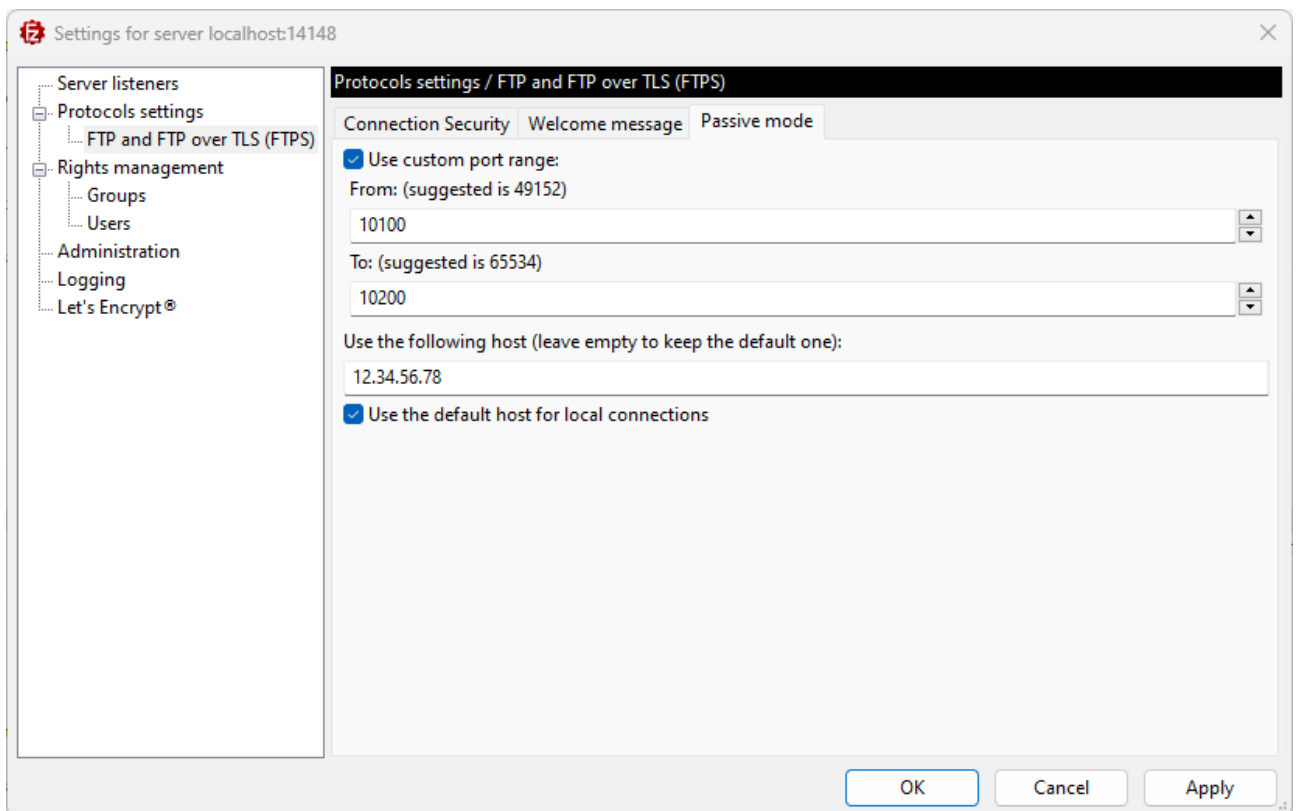 Settings for server localhost:14148
Server listeners
Protocols settings
FTP and FTP over TLS (FTPS)
Rights management
Groups
Users
Administration
Logging
Let's Encrypt®
Protocols settings / FTP and FTP over TLS (FTPS)
Connection Security Welcome message Passive mode
Use custom port range:
From: (suggested is 49152)
10100
To: (suggested is 65534)
10200
Use the following host (leave empty to keep the default one):
12.34.56.78
Use the default host for local connections
OK Cancel Apply